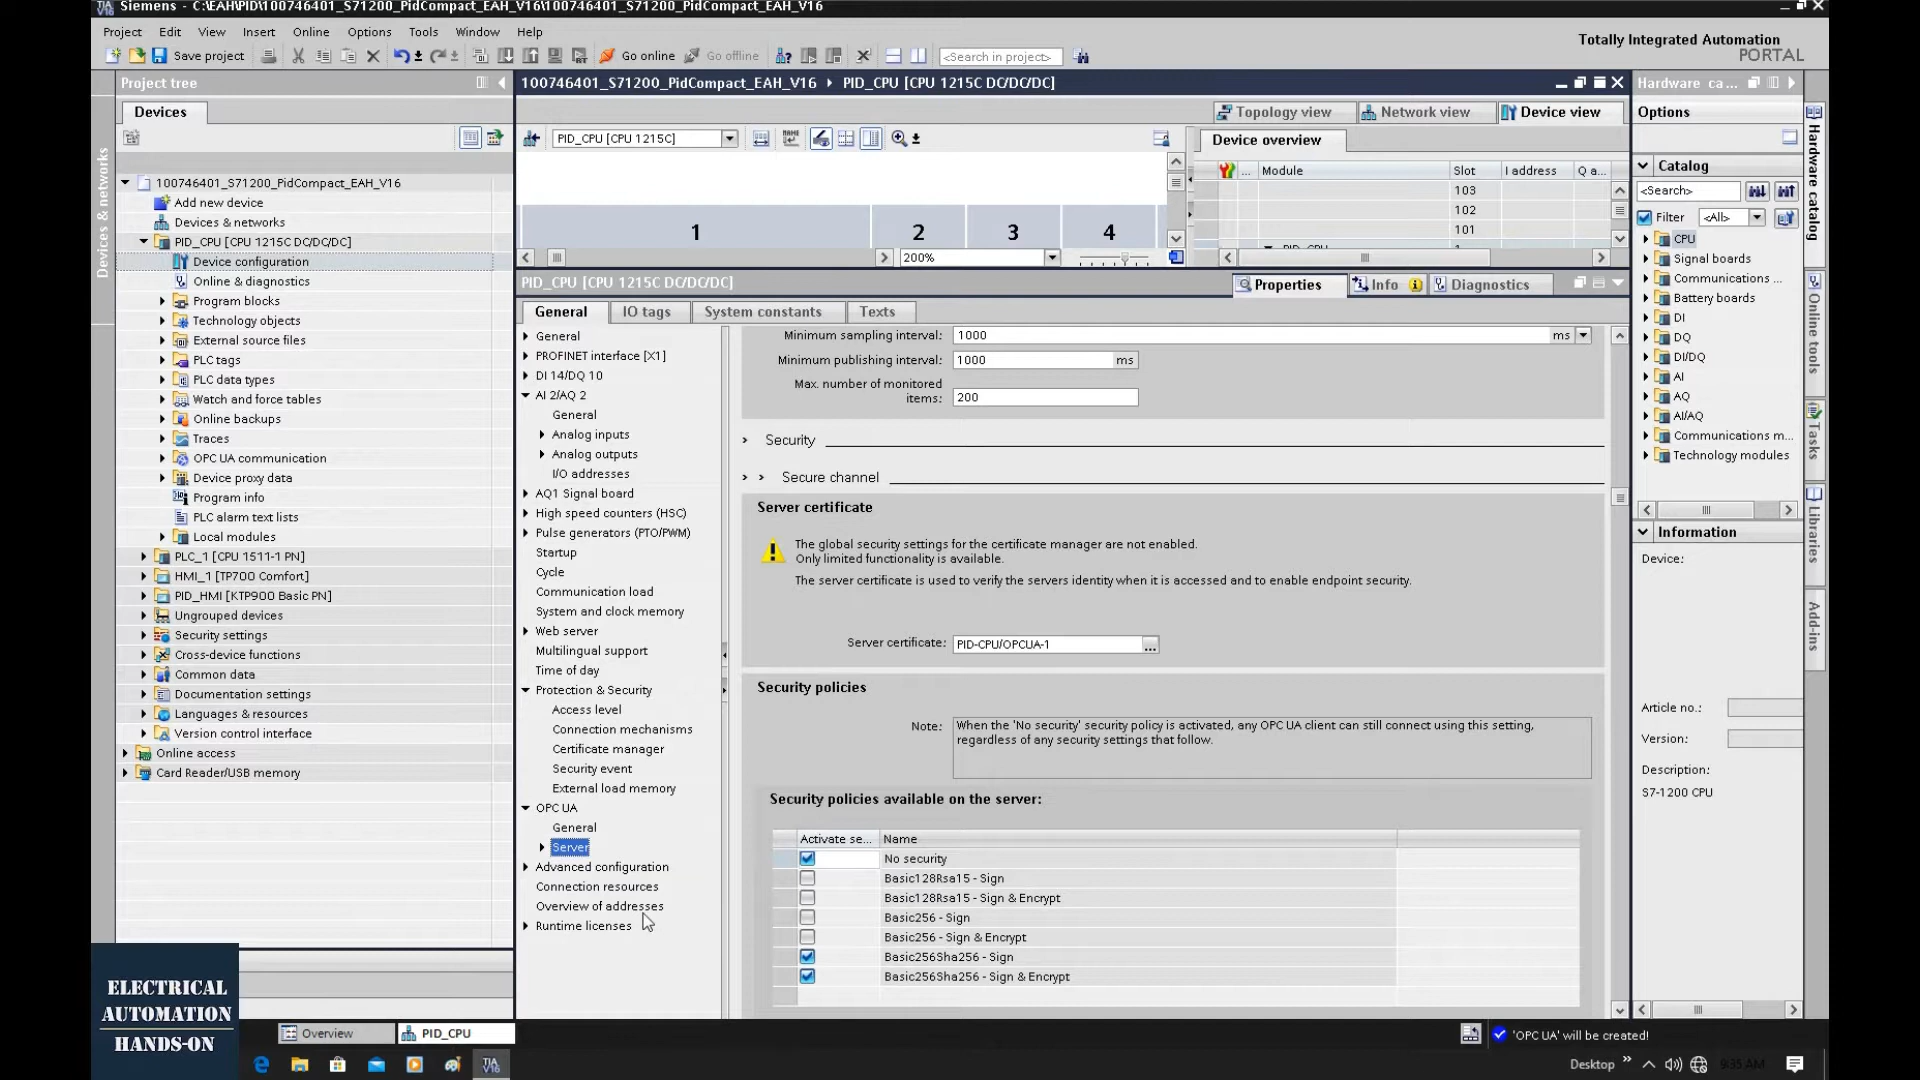 Siemens - C:\EAH\PID\100746401_S71200_PidCompact_EAH_V16\100746401_S71200_PidCompact_EAH_V16
Project Edit View Insert Online Options Tools Window Help
Totally Integrated Automation
PORTAL
Save project
Go online
Go offline
<Search in project>
Project tree
100746401_S71200_PidCompact_EAH_V16 ▸ PID_CPU [CPU 1215C DC/DC/DC]
Hardware ca...
Devices
Topology view
Network view
Device view
Options
PID_CPU [CPU 1215C]
Device overview
Devices & networks
100746401_S71200_PidCompact_EAH_V16
Add new device
Devices & networks
PID_CPU [CPU 1215C DC/DC/DC]
Device configuration
Online & diagnostics
Program blocks
Technology objects
External source files
PLC tags
PLC data types
Watch and force tables
Online backups
Traces
OPC UA communication
Device proxy data
Program info
PLC alarm text lists
Local modules
PLC_1 [CPU 1511-1 PN]
HMI_1 [TP700 Comfort]
PID_HMI [KTP900 Basic PN]
Ungrouped devices
Security settings
Cross-device functions
Common data
Documentation settings
Languages & resources
Version control interface
Online access
Card Reader/USB memory
1 2 3 4
200%
... Module Slot I address Q a...
103
102
101
PID_CPU [CPU 1215C DC/DC/DC]
Properties
Info
Diagnostics
General IO tags System constants Texts
General
PROFINET interface [X1]
DI 14/DQ 10
AI 2/AQ 2
General
Analog inputs
Analog outputs
I/O addresses
AQ1 Signal board
High speed counters (HSC)
Pulse generators (PTO/PWM)
Startup
Cycle
Communication load
System and clock memory
Web server
Multilingual support
Time of day
Protection & Security
Access level
Connection mechanisms
Certificate manager
Security event
External load memory
OPC UA
General
Server
Advanced configuration
Connection resources
Overview of addresses
Runtime licenses
Minimum sampling interval: 1000 ms
Minimum publishing interval: 1000 ms
Max. number of monitored
items: 200
Security
Secure channel
Server certificate
The global security settings for the certificate manager are not enabled.
Only limited functionality is available.
The server certificate is used to verify the servers identity when it is accessed and to enable endpoint security.
Server certificate: PID-CPU/OPCUA-1 ...
Security policies
Note: When the 'No security' security policy is activated, any OPC UA client can still connect using this setting,
regardless of any security settings that follow.
Security policies available on the server:
Activate se... Name
No security
Basic128Rsa15 - Sign
Basic128Rsa15 - Sign & Encrypt
Basic256 - Sign
Basic256 - Sign & Encrypt
Basic256Sha256 - Sign
Basic256Sha256 - Sign & Encrypt
Catalog
<Search>
Filter <All>
CPU
Signal boards
Communications ...
Battery boards
DI
DQ
DI/DQ
AI
AQ
AI/AQ
Communications m...
Technology modules
Information
Device:
Article no.:
Version:
Description:
S7-1200 CPU
Hardware catalog
Online tools
Tasks
Libraries
Add-ins
ELECTRICAL
AUTOMATION
HANDS-ON
Overview
PID_CPU
'OPC UA' will be created!
Desktop
9:35 AM